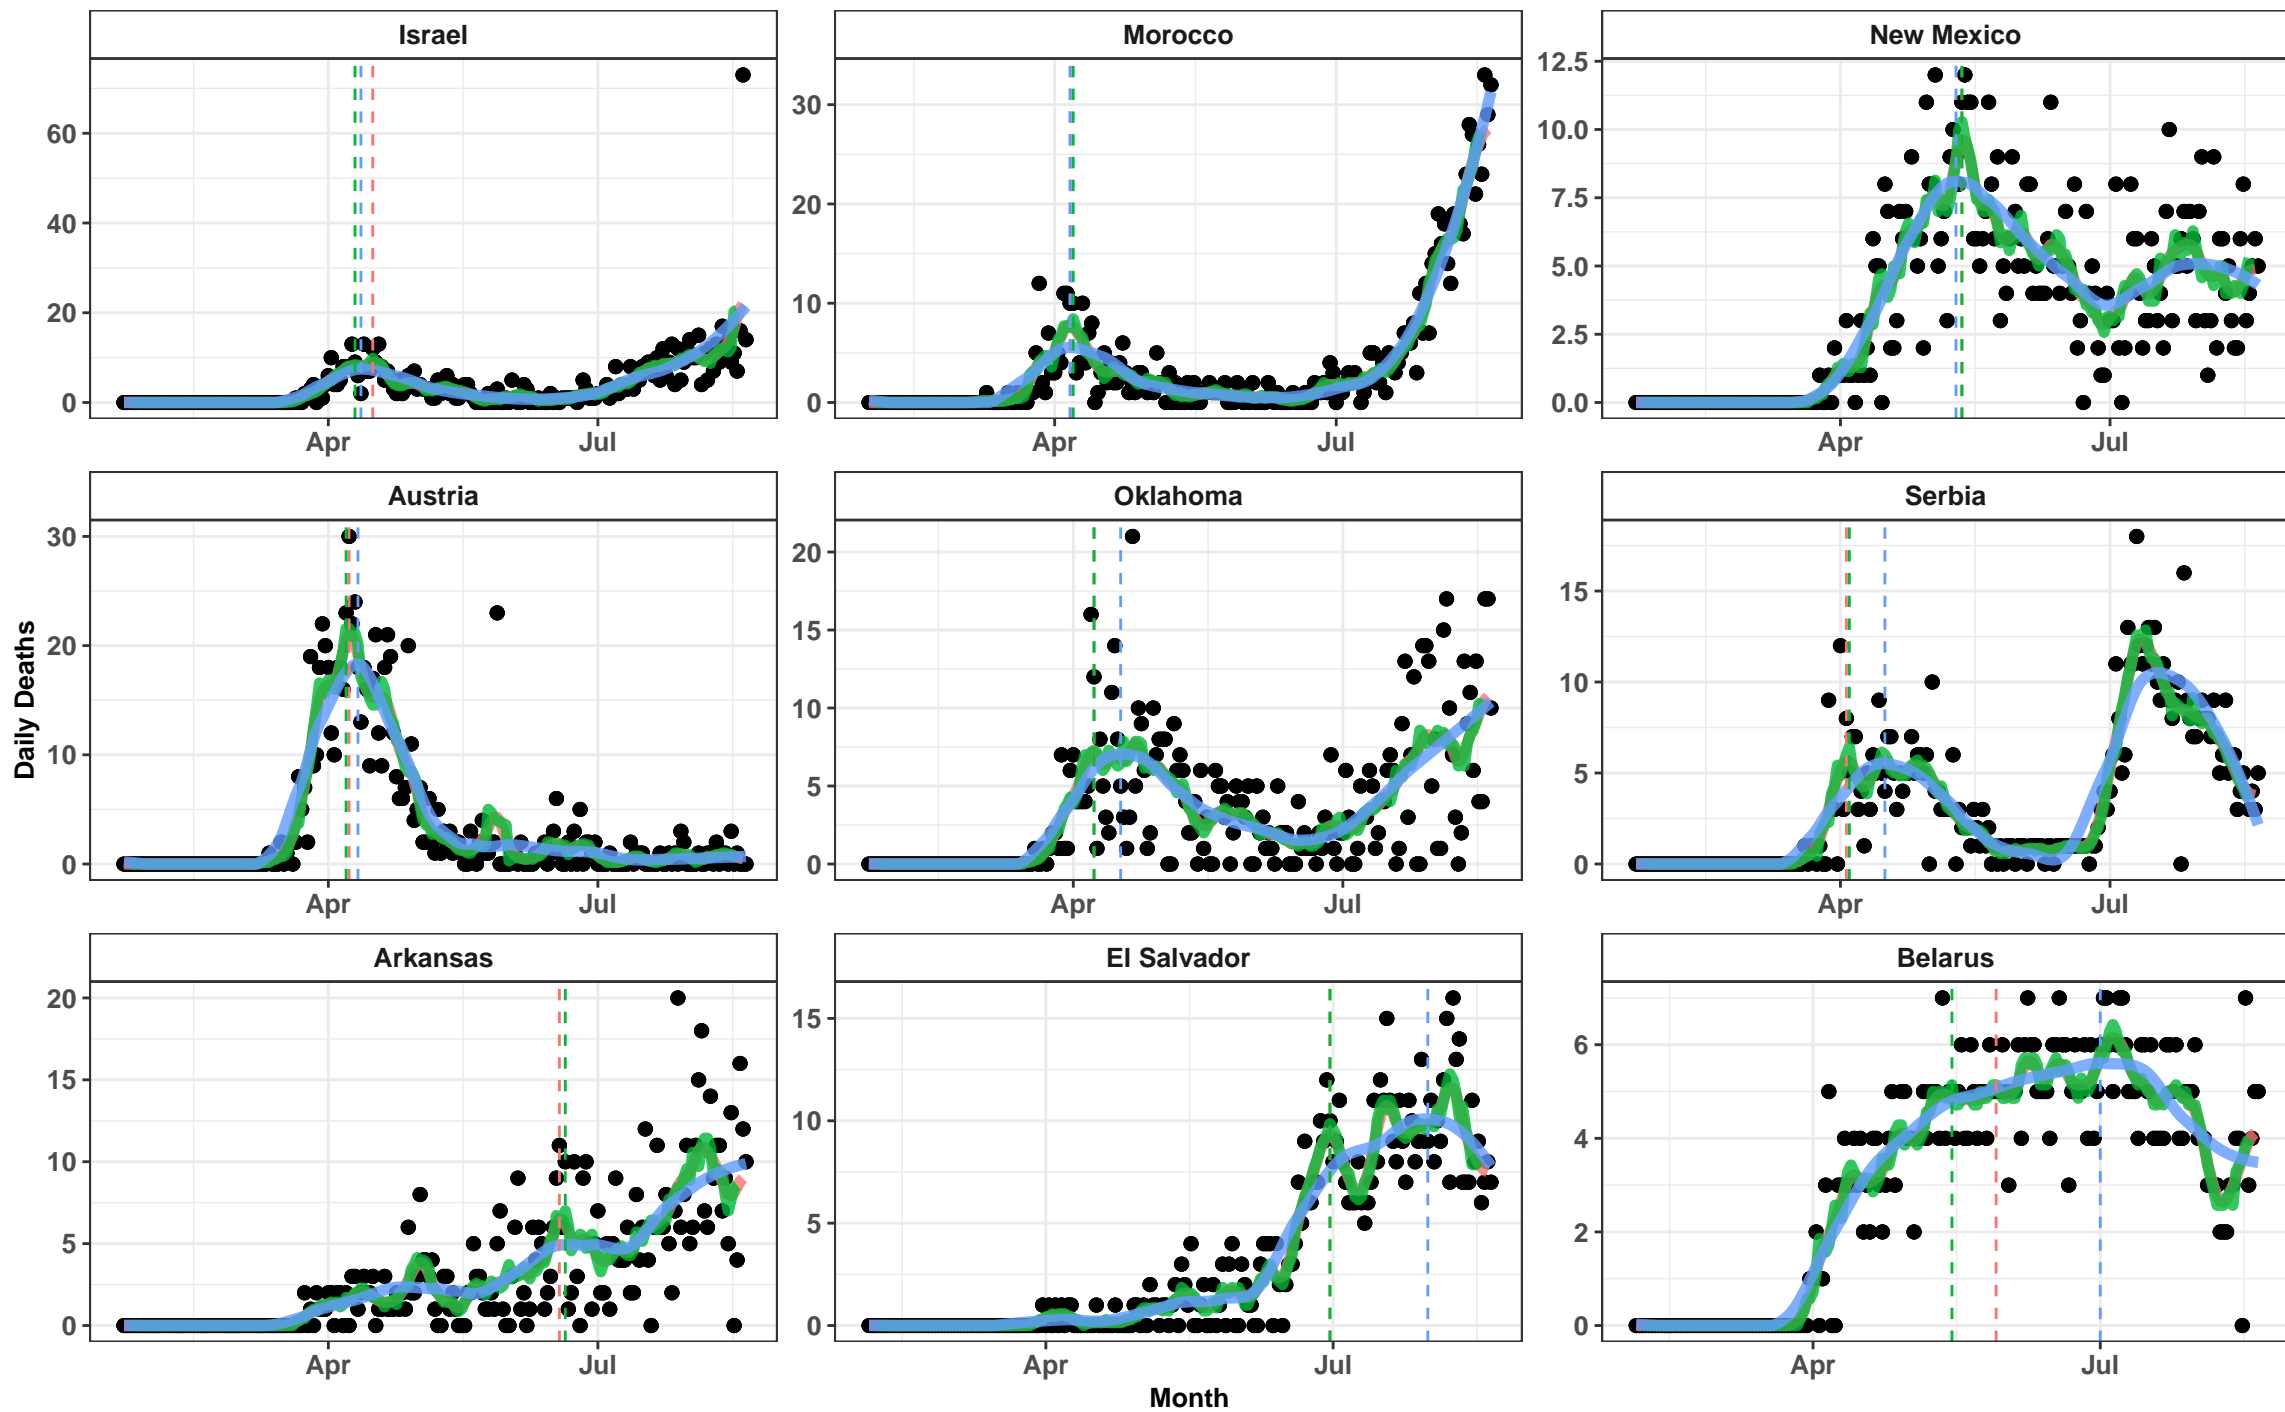 Israel
Morocco
New Mexico
60
40
20
0
Apr
Jul
30
20
10
0
Apr
Jul
12.5
10.0
7.5
5.0
2.5
0.0
Apr
Jul
Austria
Oklahoma
Serbia
30
20
10
0
Apr
Jul
20
15
10
5
0
Apr
Jul
15
10
5
0
Apr
Jul
Daily Deaths
Arkansas
El Salvador
Belarus
20
15
10
5
0
Apr
Jul
15
10
5
0
Apr
Jul
6
4
2
0
Apr
Jul
Month